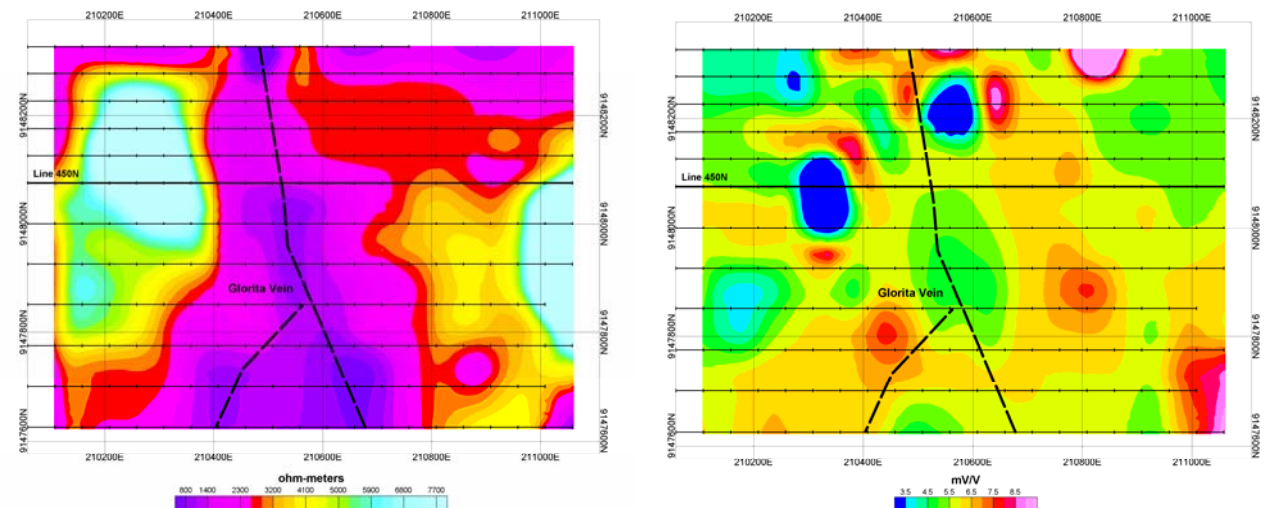 210200E 210400E 210600E 210800E 211000E
9148200N 9148200N
Line 450N
9148000N 9148000N
Glorita Vein
9147800N 9147800N
9147600N 9147600N
210200E 210400E 210600E 210800E 211000E
ohm-meters
800 1400 2300 3200 4100 5000 5900 6800 7700
210200E 210400E 210600E 210800E 211000E
9148200N 9148200N
Line 450N
9148000N 9148000N
Glorita Vein
9147800N 9147800N
9147600N 9147600N
210200E 210400E 210600E 210800E 211000E
mV/V
3.5 4.5 5.5 6.5 7.5 8.5